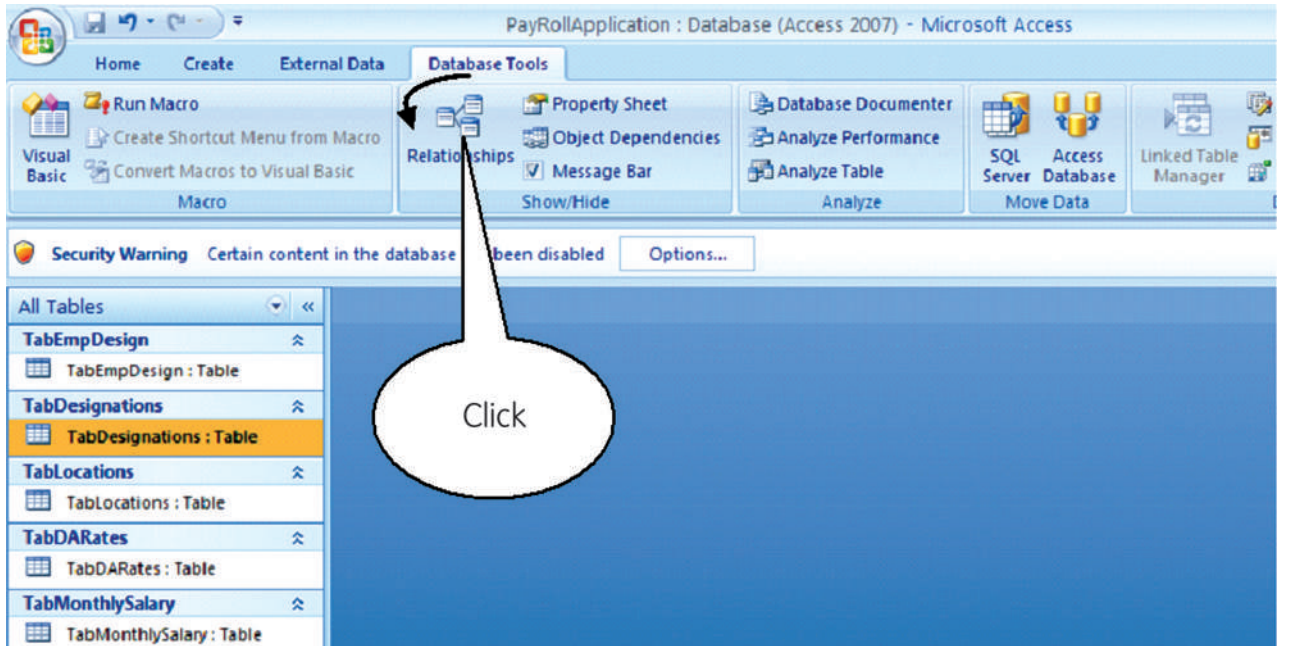 PayRollApplication : Database (Access 2007) - Microsoft Access
Home Create External Data Database Tools
Visual Basic
Run Macro
Create Shortcut Menu from Macro
Convert Macros to Visual Basic
Macro
Relationships
Property Sheet
Object Dependencies
Message Bar
Show/Hide
Database Documenter
Analyze Performance
Analyze Table
Analyze
SQL Server
Access Database
Move Data
Linked Table Manager
Security Warning Certain content in the database been disabled Options...
All Tables
TabEmpDesign
TabEmpDesign : Table
TabDesignations
TabDesignations : Table
TabLocations
TabLocations : Table
TabDARates
TabDARates : Table
TabMonthlySalary
TabMonthlySalary : Table
Click